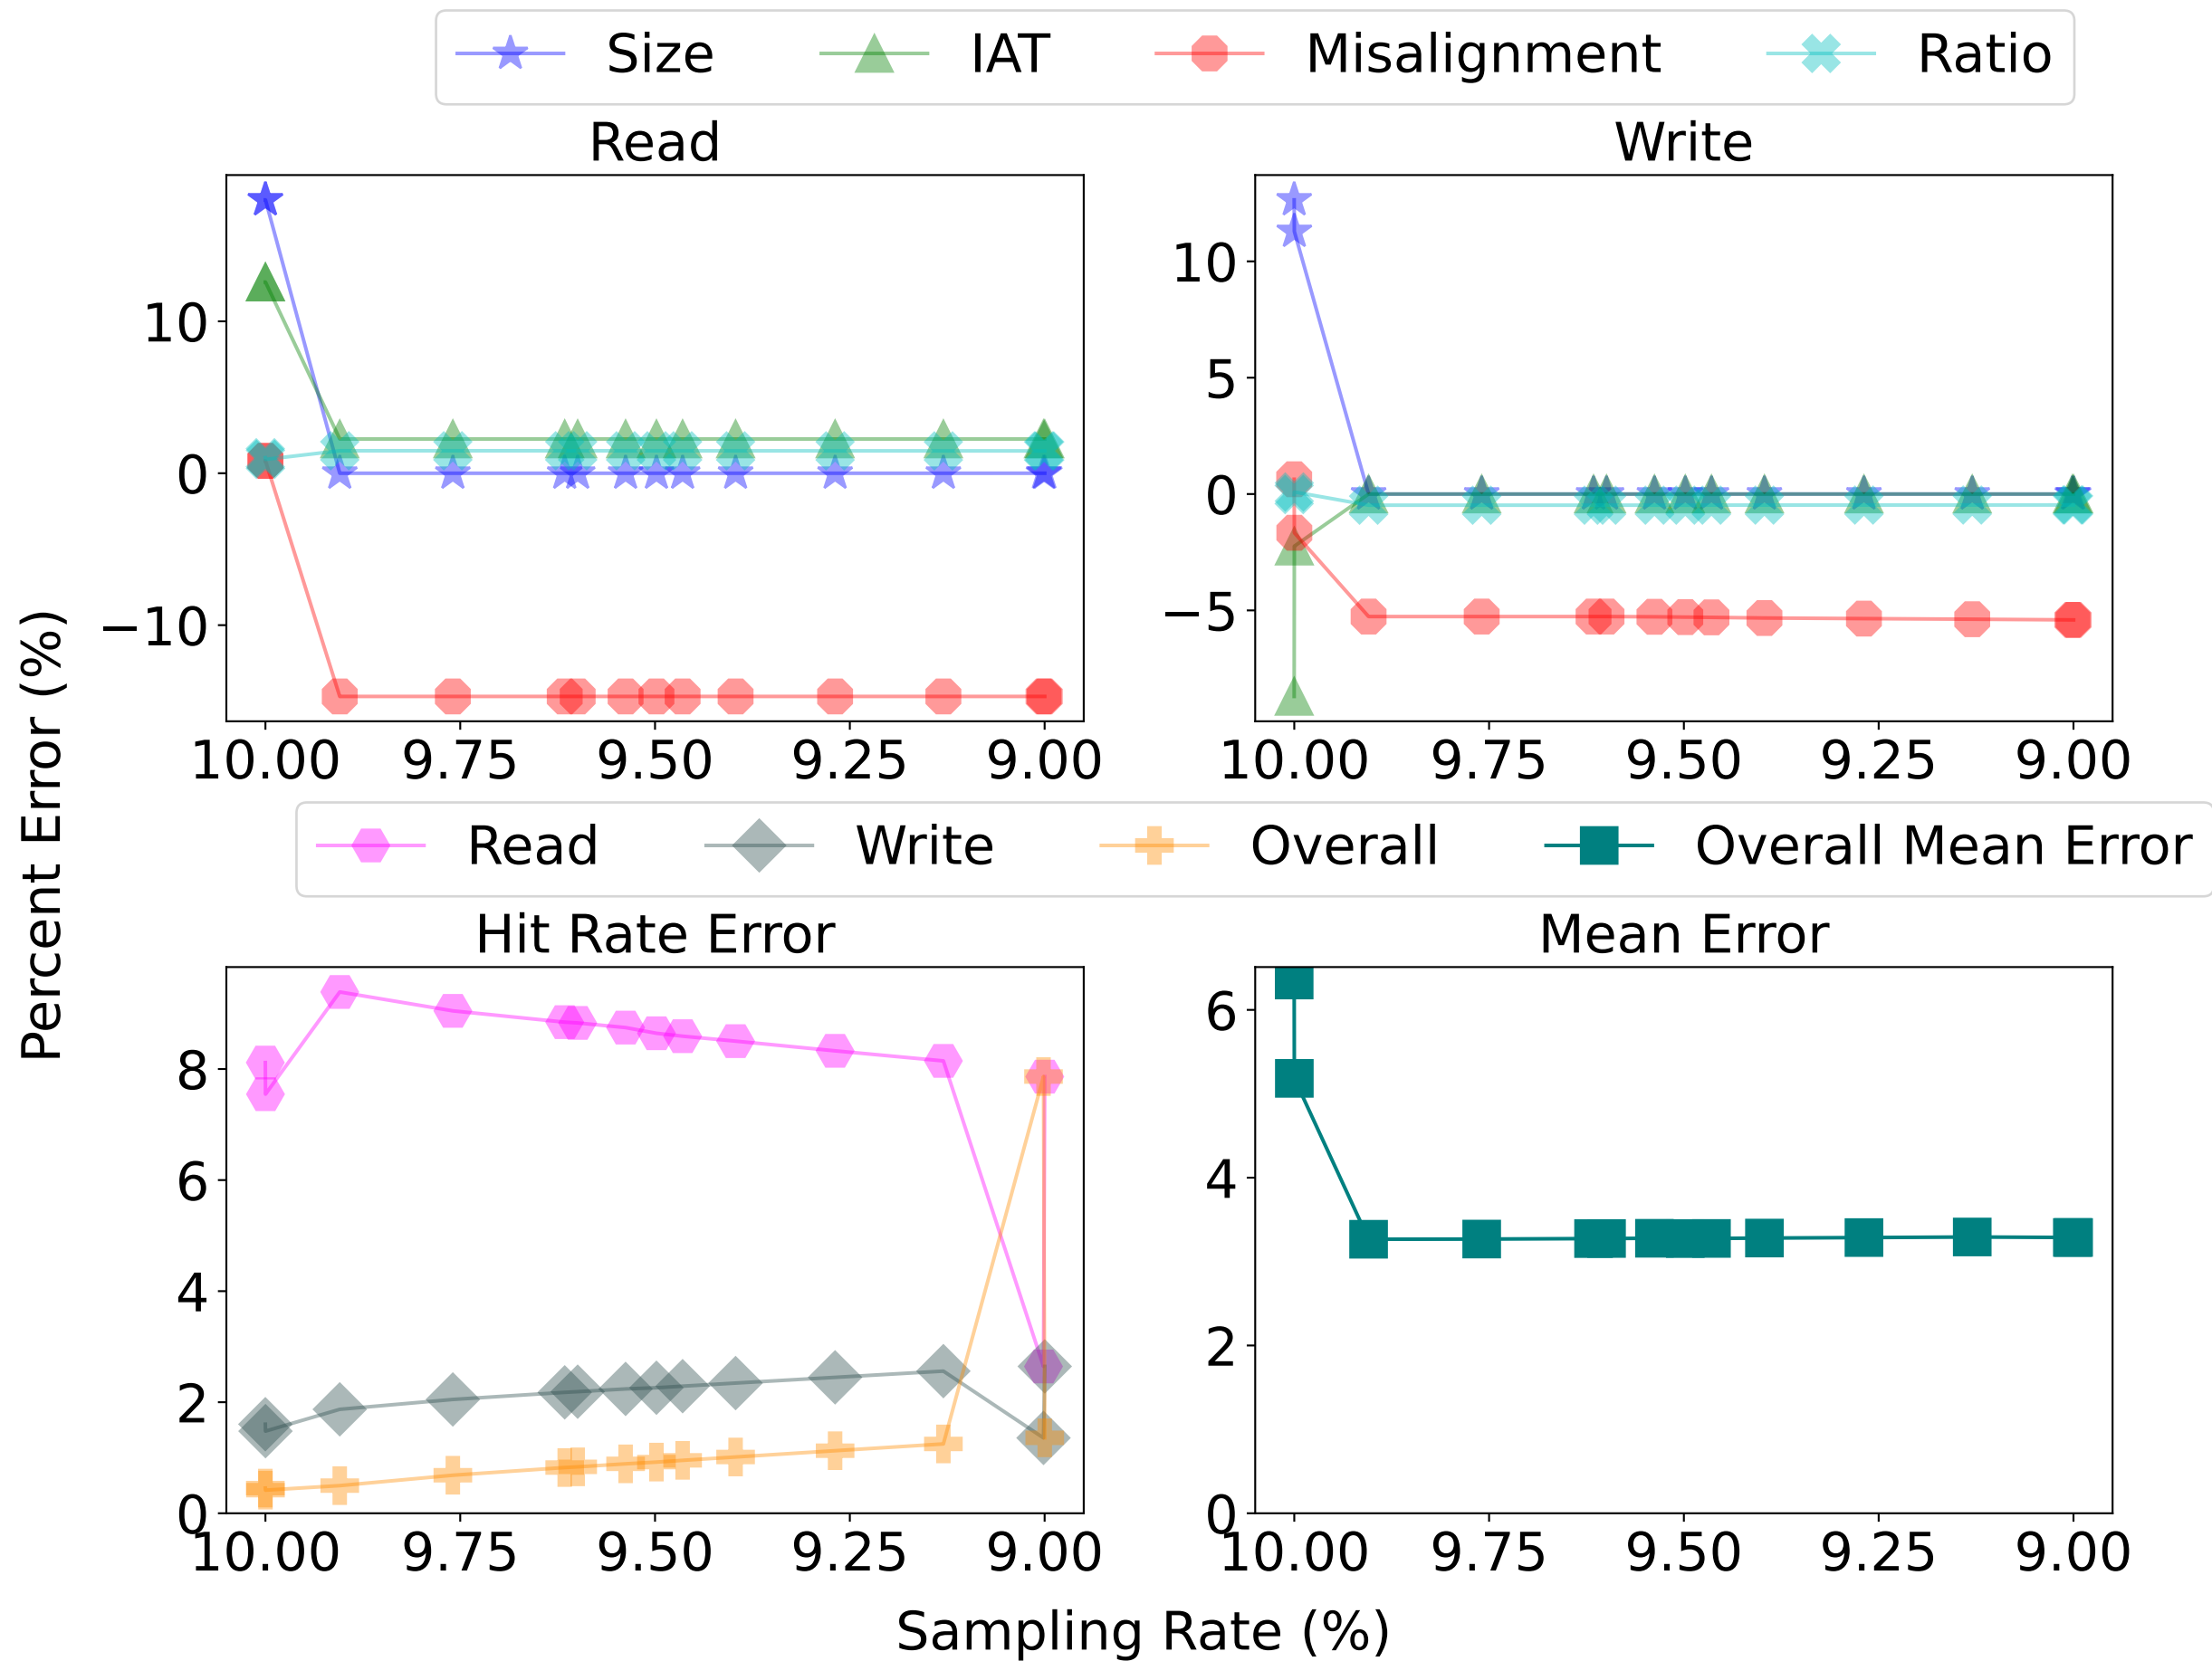 Size IAT Misalignment Ratio
Read Write
10
0
−10
10
5
0
−5
10.00 9.75 9.50 9.25 9.00
10.00 9.75 9.50 9.25 9.00
Percent Error (%)
Read Write Overall Overall Mean Error
Hit Rate Error Mean Error
8
6
4
2
0
6
4
2
0
10.00 9.75 9.50 9.25 9.00
10.00 9.75 9.50 9.25 9.00
Sampling Rate (%)